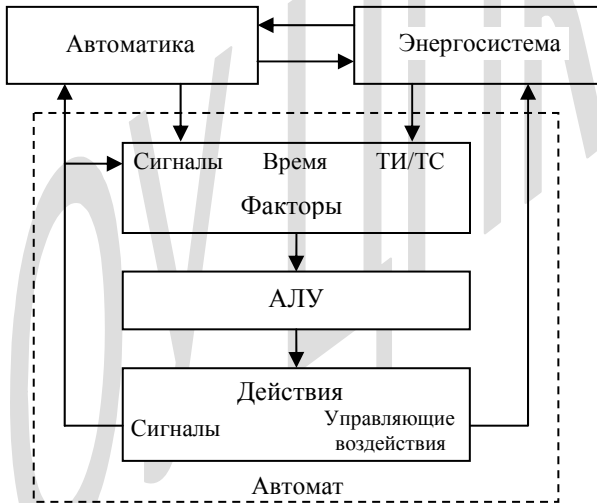 Автоматика
Энергосистема
Сигналы Время ТИ/ТС
Факторы
АЛУ
Действия
Сигналы
Управляющие
воздействия
Автомат